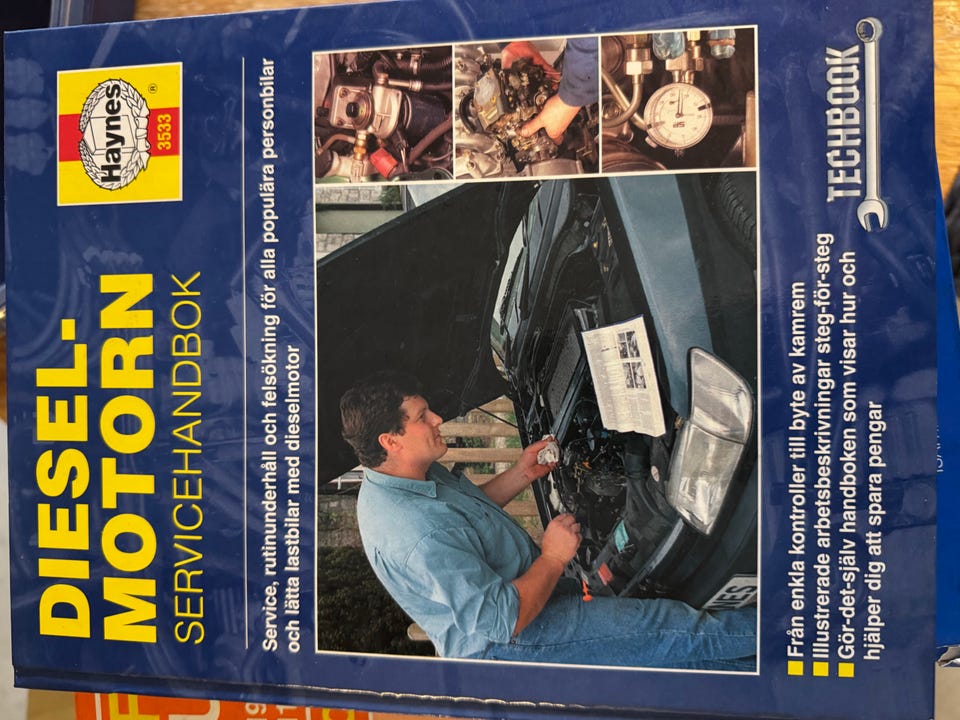 Haynes
®
3533
DIESEL-
MOTORN
SERVICEHANDBOK
Service, rutinunderhåll och felsökning för alla populära personbilar
och lätta lastbilar med dieselmotor
Från enkla kontroller till byte av kamrem
Illustrerade arbetsbeskrivningar steg-för-steg
Gör-det-själv handboken som visar hur och
hjälper dig att spara pengar
TECHBOOK